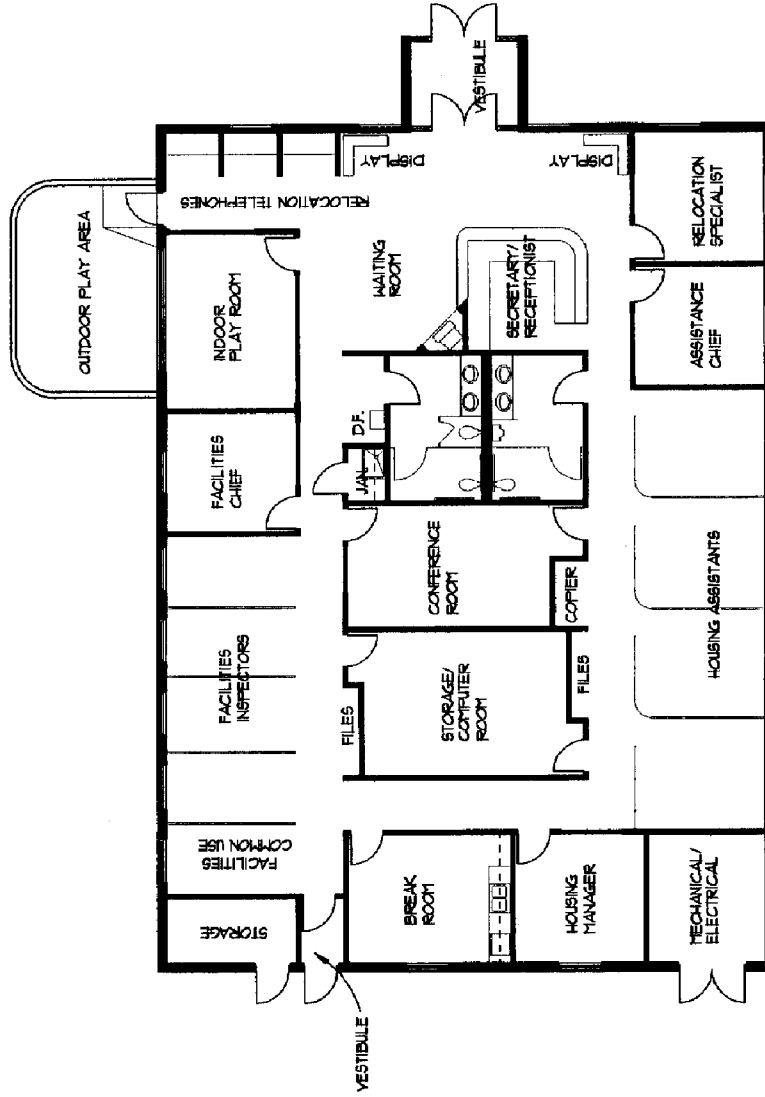 OUTDOOR PLAY AREA
RELOCATION TELEPHONES
DISPLAY
VESTIBULE
DISPLAY
INDOOR
PLAY ROOM
WAITING
ROOM
SECRETARY/
RECEPTIONIST
RELOCATION
SPECIALIST
ASSISTANCE
CHIEF
FACILITIES
CHIEF
D.F.
JAN.
CONFERENCE
ROOM
COPIER
FACILITIES
INSPECTORS
FILES
STORAGE/
COMPUTER
ROOM
FILES
HOUSING ASSISTANTS
FACILITIES
COMMON USE
STORAGE
BREAK
ROOM
HOUSING
MANAGER
MECHANICAL/
ELECTRICAL
VESTIBULE